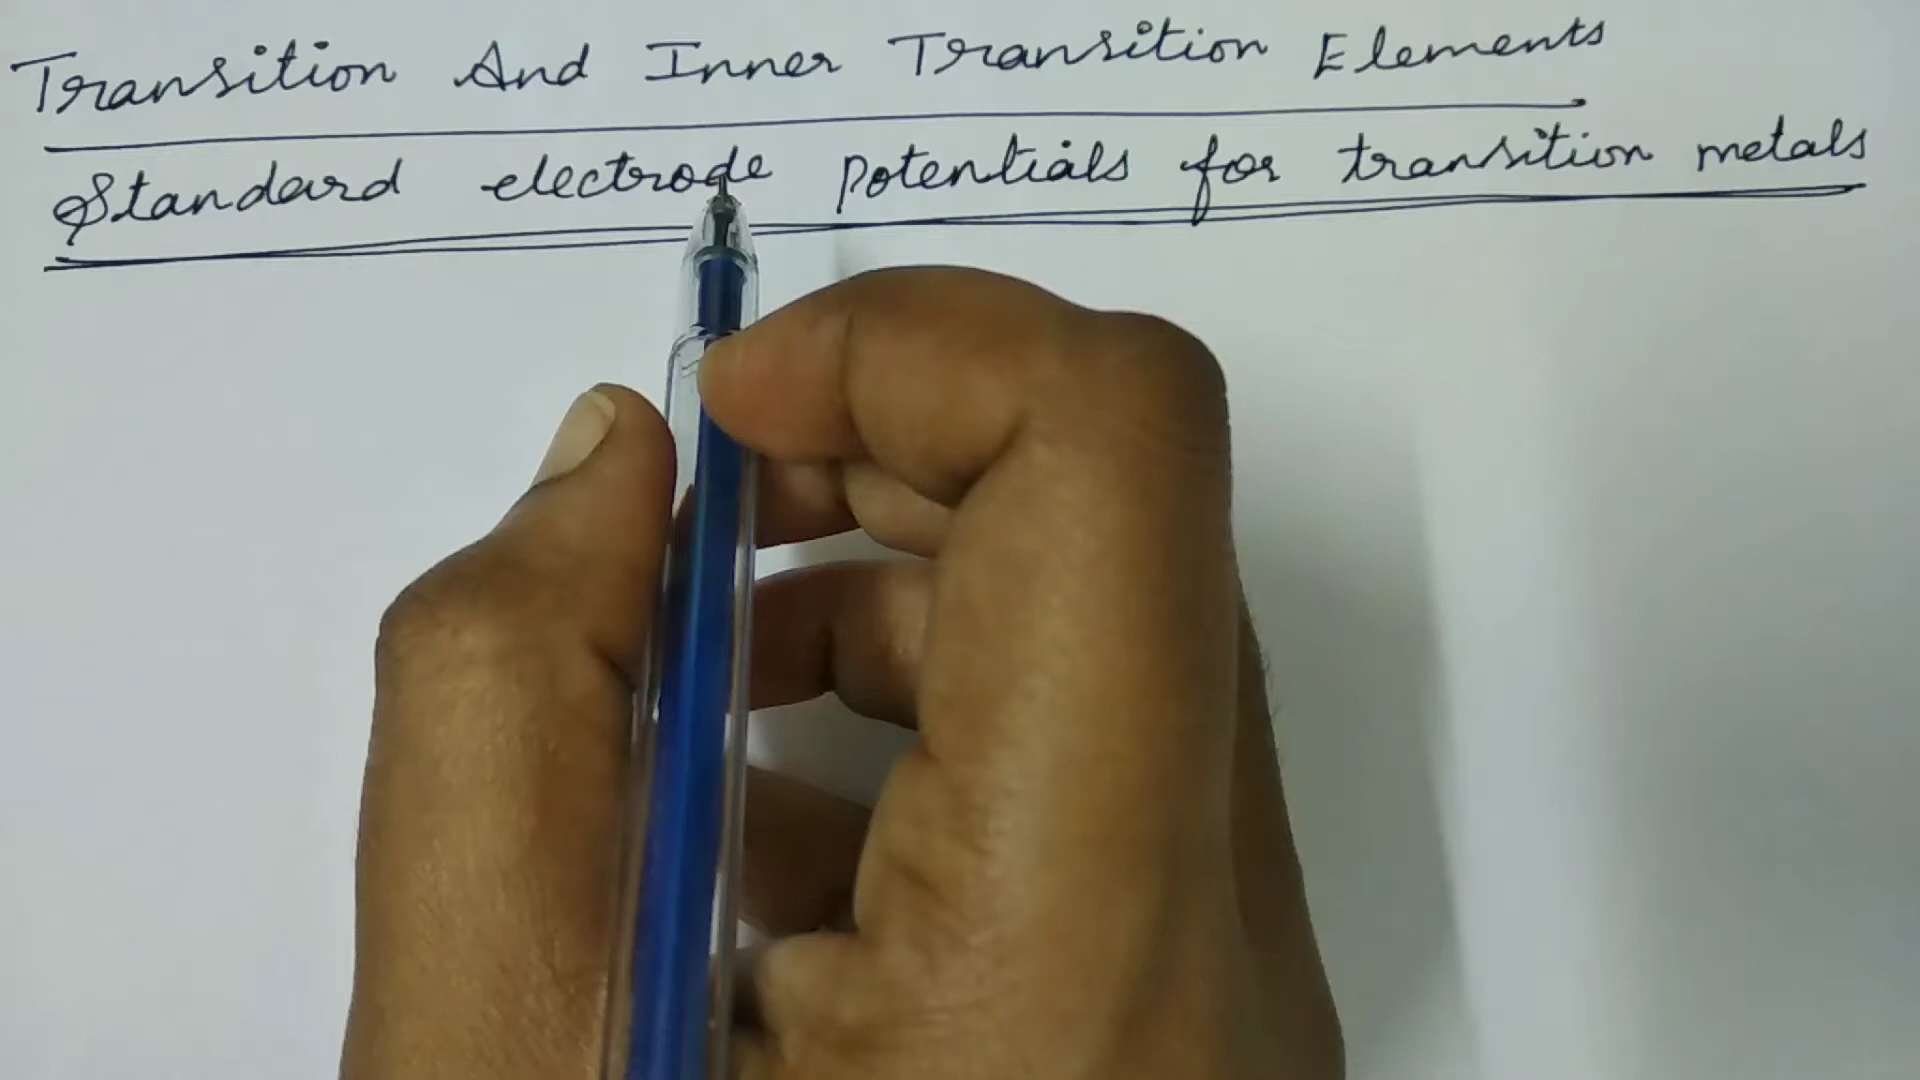 Transition And Inner Transition Elements
Standard electrode potentials for transition metals